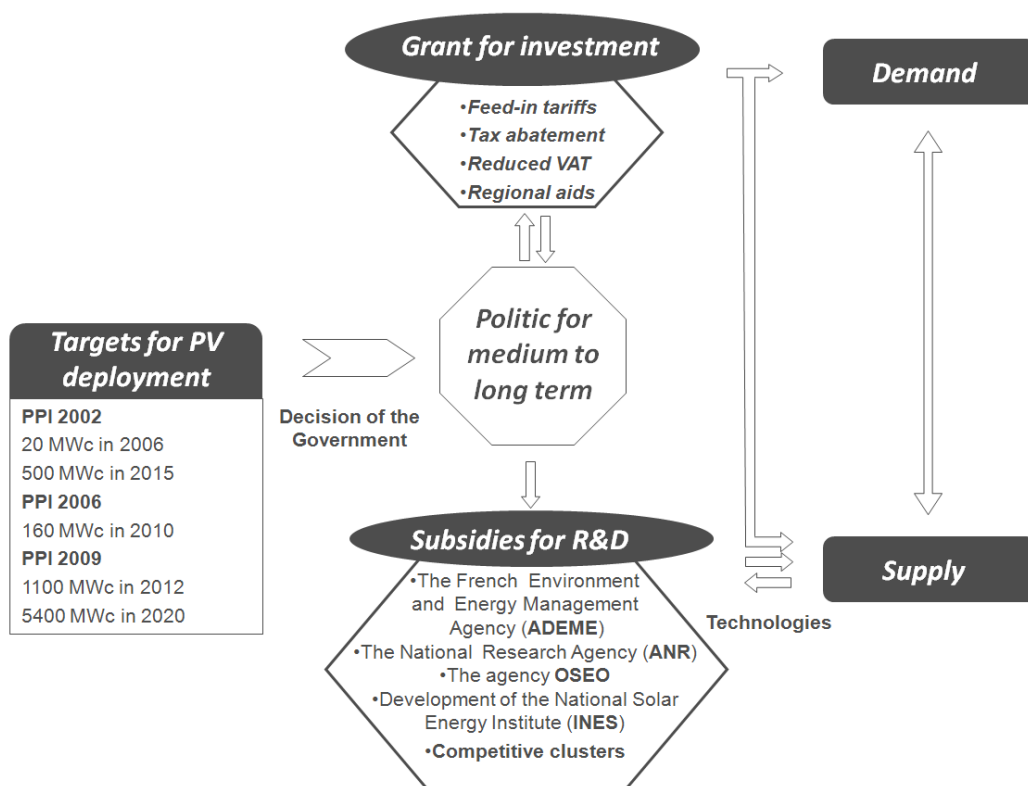 Grant for investment
•Feed-in tariffs
•Tax abatement
•Reduced VAT
•Regional aids
Demand
Targets for PV
deployment
PPI 2002
20 MWc in 2006
500 MWc in 2015
PPI 2006
160 MWc in 2010
PPI 2009
1100 MWc in 2012
5400 MWc in 2020
Decision of the
Government
Politic for
medium to
long term
Subsidies for R&D
•The French Environment
and Energy Management
Agency (ADEME)
•The National Research Agency (ANR)
•The agency OSEO
•Development of the National Solar
Energy Institute (INES)
•Competitive clusters
Technologies
Supply